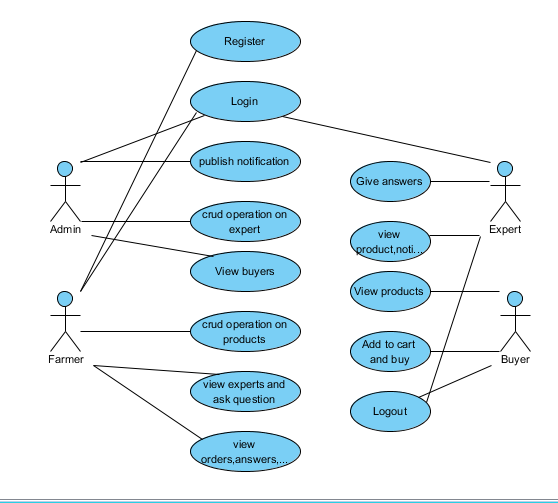 Register
Login
publish notification
Give answers
Admin
crud operation on
expert
Expert
view
product,noti...
View buyers
View products
crud operation on
products
Add to cart
and buy
Farmer
Buyer
view experts and
ask question
Logout
view
orders,answers,...